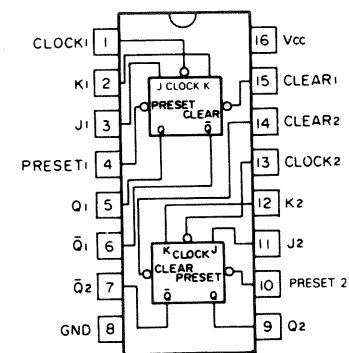 CLOCK1 1 16 Vcc
K1 2 15 CLEAR1
J1 3 14 CLEAR2
PRESET1 4 13 CLOCK2
Q1 5 12 K2
Q̄1 6 11 J2
Q̄2 7 10 PRESET 2
GND 8 9 Q2
J CLOCK K
PRESET
CLEAR
Q Q̄
K CLOCK J
CLEAR
PRESET
Q̄ Q